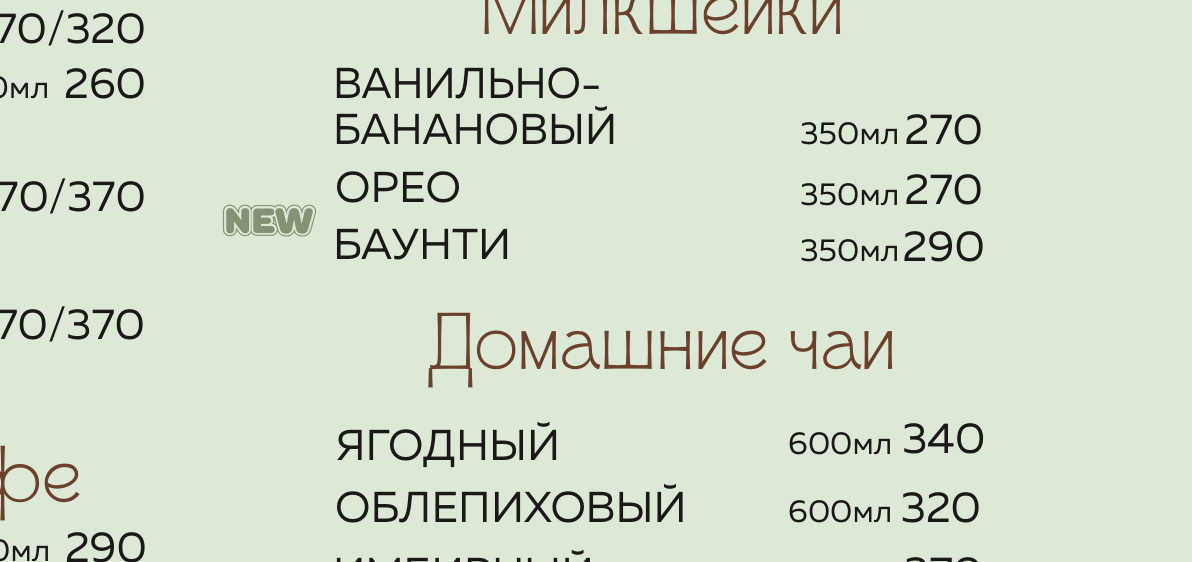 70/320
мл 260
70/370
70/370
фе
мл 290
Милкшейки
ВАНИЛЬНО-
БАНАНОВЫЙ 350мл 270
ОРЕО 350мл 270
NEW
БАУНТИ 350мл 290
Домашние чаи
ЯГОДНЫЙ 600мл 340
ОБЛЕПИХОВЫЙ 600мл 320